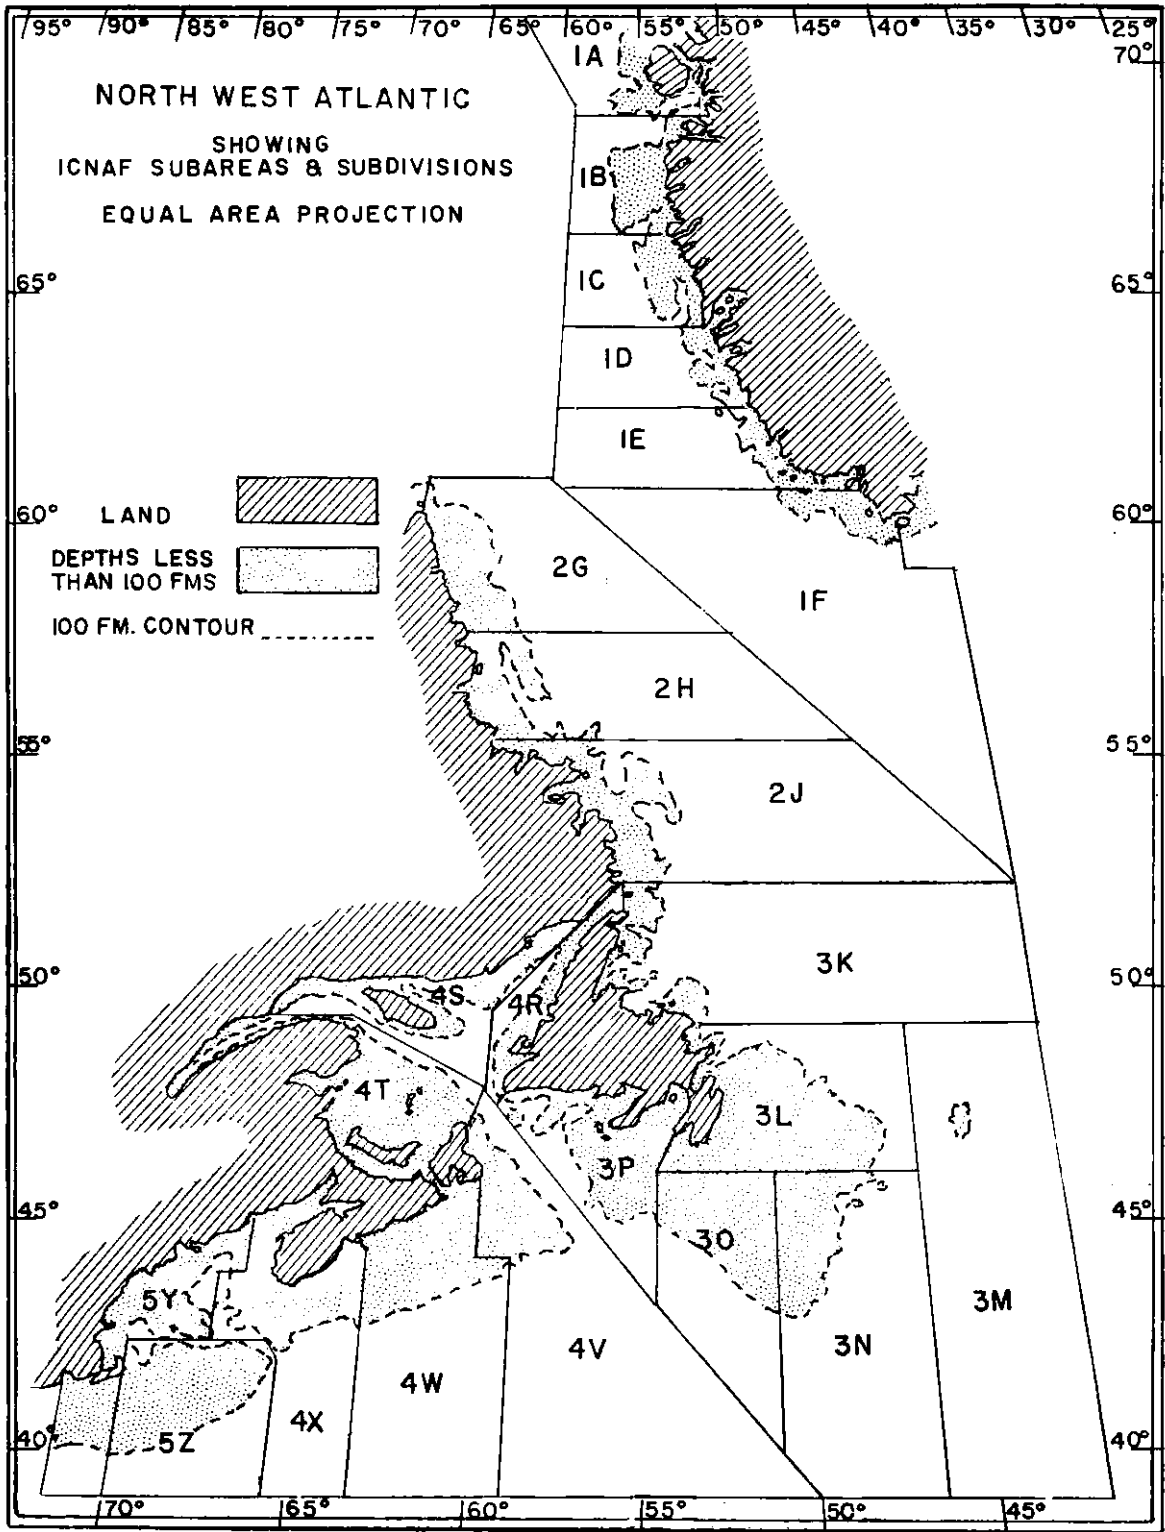 95° 90° 85° 80° 75° 70° 65° 60° 55° 50° 45° 40° 35° 30° 25°
70°
1A
NORTH WEST ATLANTIC
SHOWING
ICNAF SUBAREAS & SUBDIVISIONS
EQUAL AREA PROJECTION
1B
65° 1C 65°
1D
1E
LAND
60° 60°
DEPTHS LESS
THAN 100 FMS
2G
1F
100 FM. CONTOUR
2H
55° 55°
2J
3K
50° 50°
4S 4R
4T 3L
3P
45° 45°
3O
5Y 3M
4V 3N
4W
4X
5Z
40° 40°
70° 65° 60° 55° 50° 45°